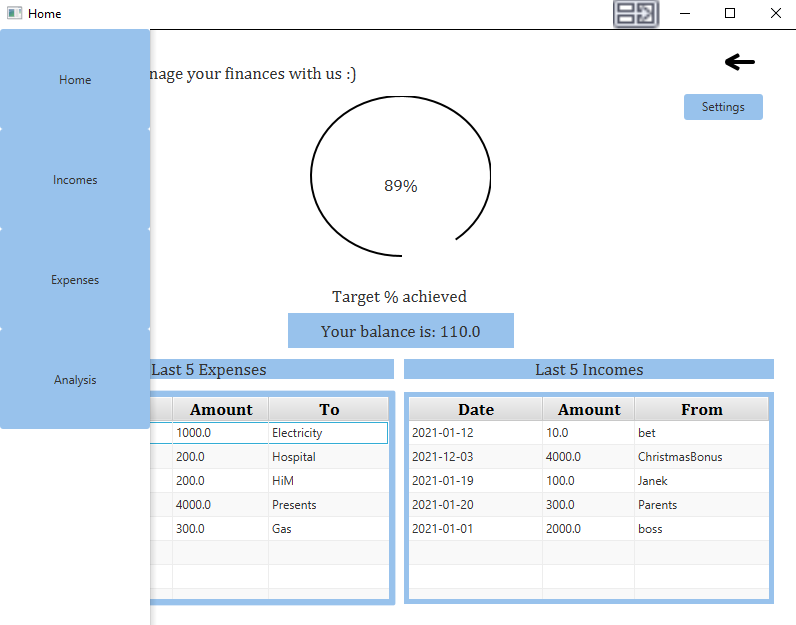 Home
Home
Incomes
Expenses
Analysis
nage your finances with us :)
Settings
89%
Target % achieved
Your balance is: 110.0
Last 5 Expenses
Amount To
1000.0 Electricity
200.0 Hospital
200.0 HiM
4000.0 Presents
300.0 Gas
Last 5 Incomes
Date Amount From
2021-01-12 10.0 bet
2021-12-03 4000.0 ChristmasBonus
2021-01-19 100.0 Janek
2021-01-20 300.0 Parents
2021-01-01 2000.0 boss